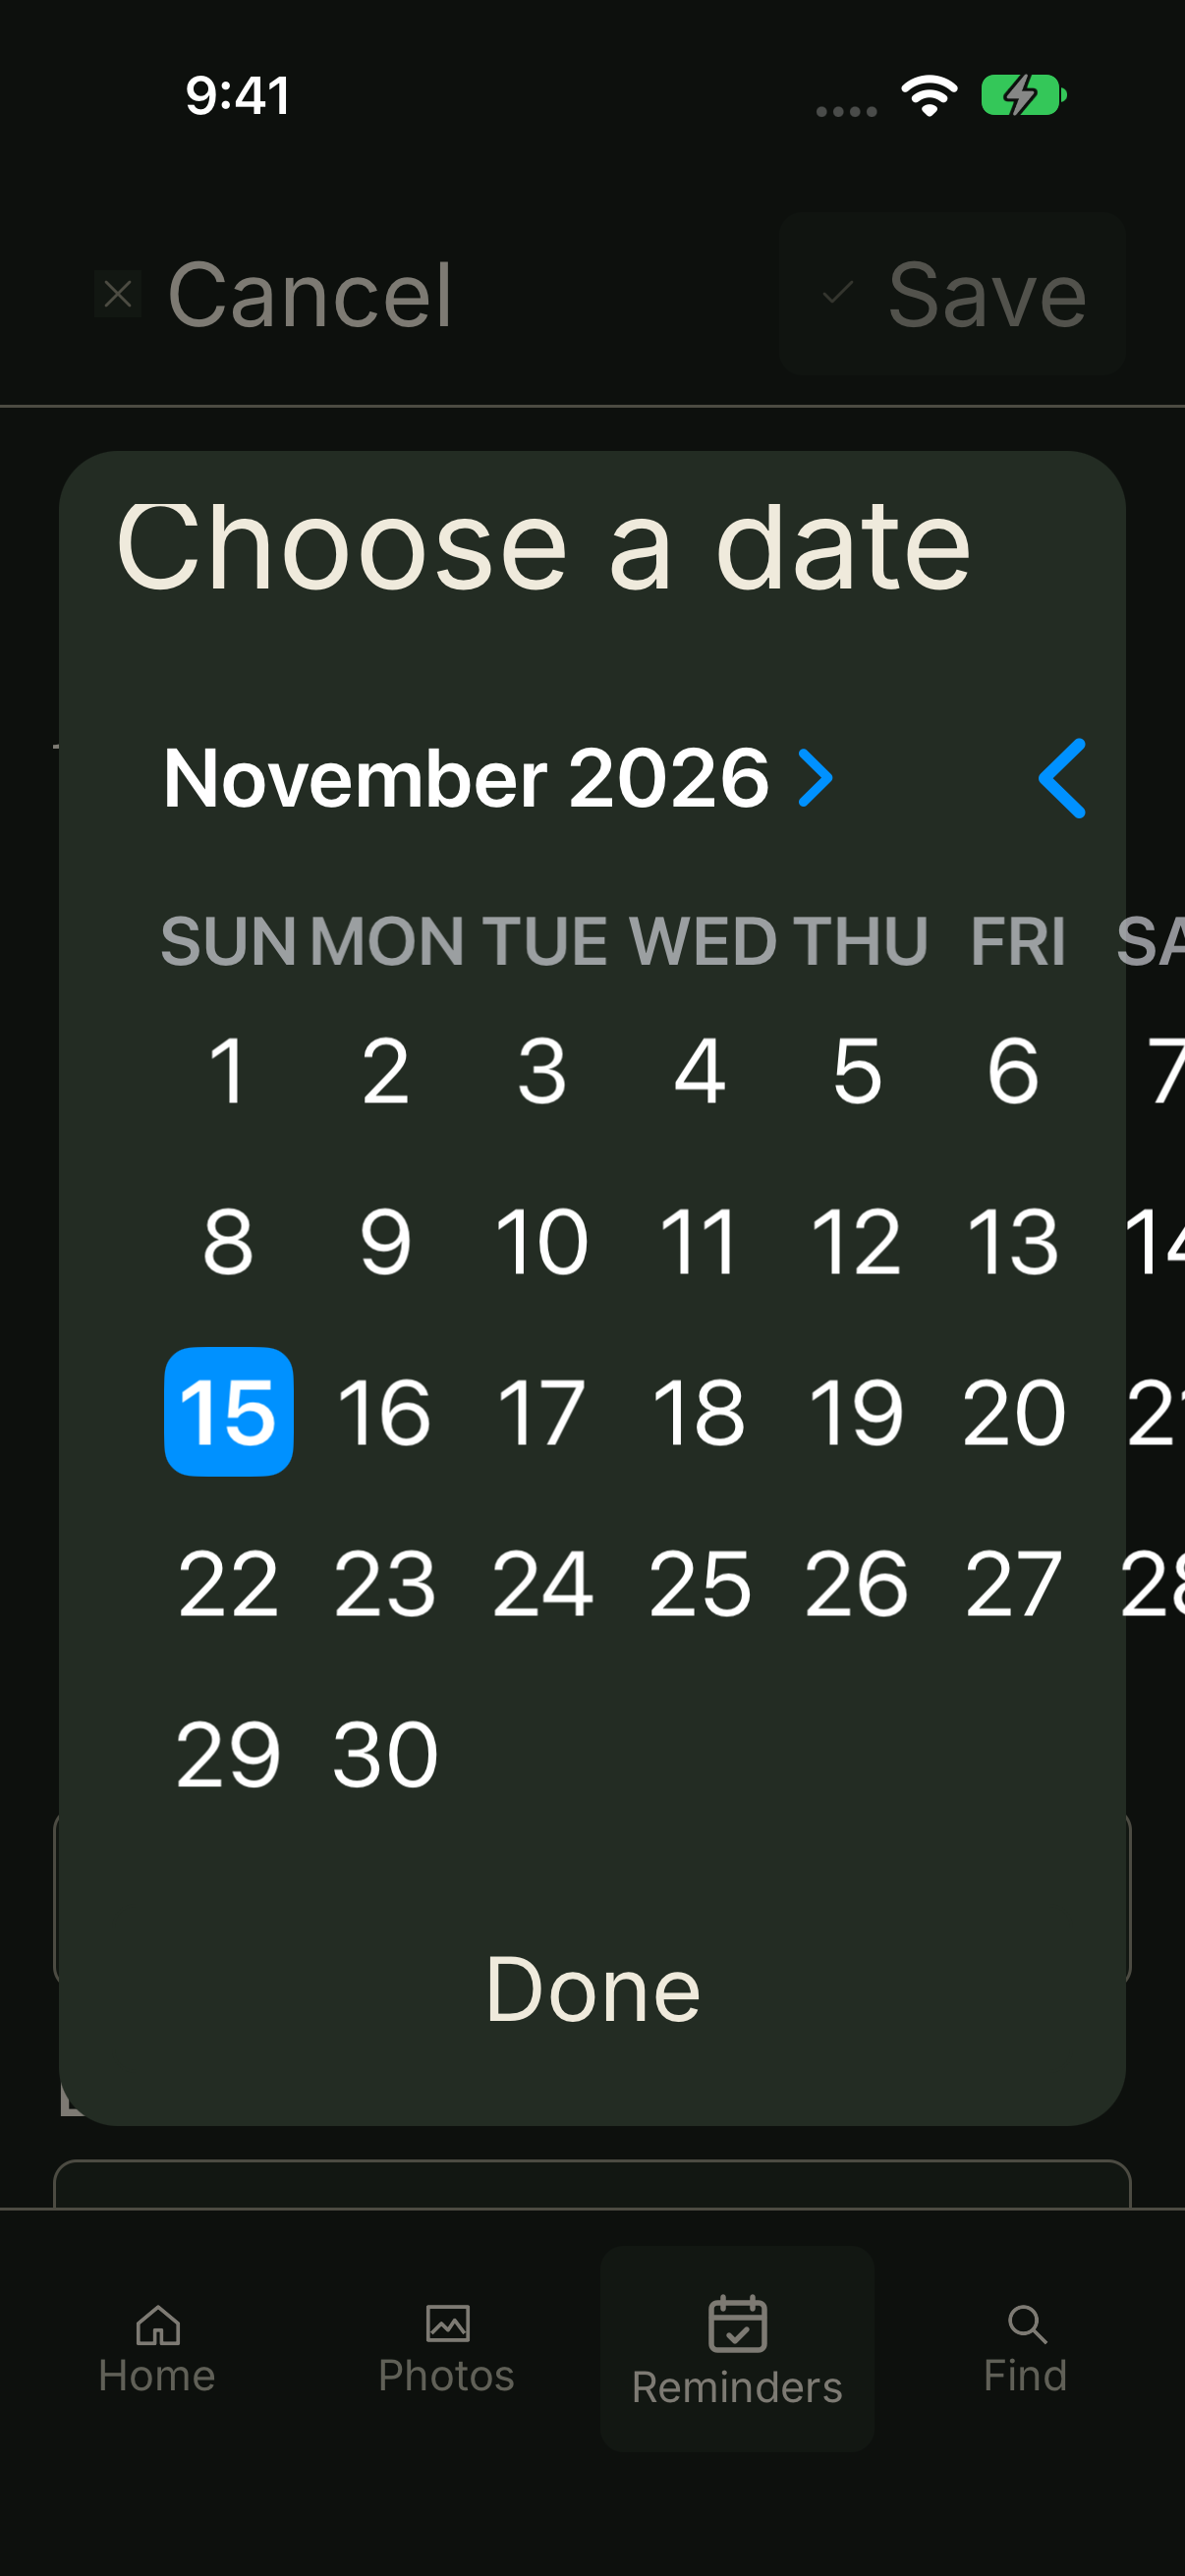 9:41
Cancel
Save
Choose a date
November 2026
SUN MON TUE WED THU FRI
1 2 3 4 5 6 7
8 9 10 11 12 13
15 16 17 18 19 20
22 23 24 25 26 27
29 30
Done
Home Photos Reminders Find